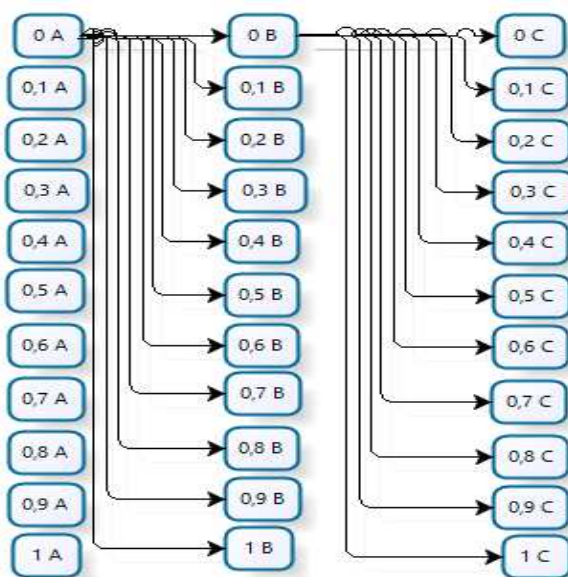 0 A 0 B 0 C
0,1 A 0,1 B 0,1 C
0,2 A 0,2 B 0,2 C
0,3 A 0,3 B 0,3 C
0,4 A 0,4 B 0,4 C
0,5 A 0,5 B 0,5 C
0,6 A 0,6 B 0,6 C
0,7 A 0,7 B 0,7 C
0,8 A 0,8 B 0,8 C
0,9 A 0,9 B 0,9 C
1 A 1 B 1 C